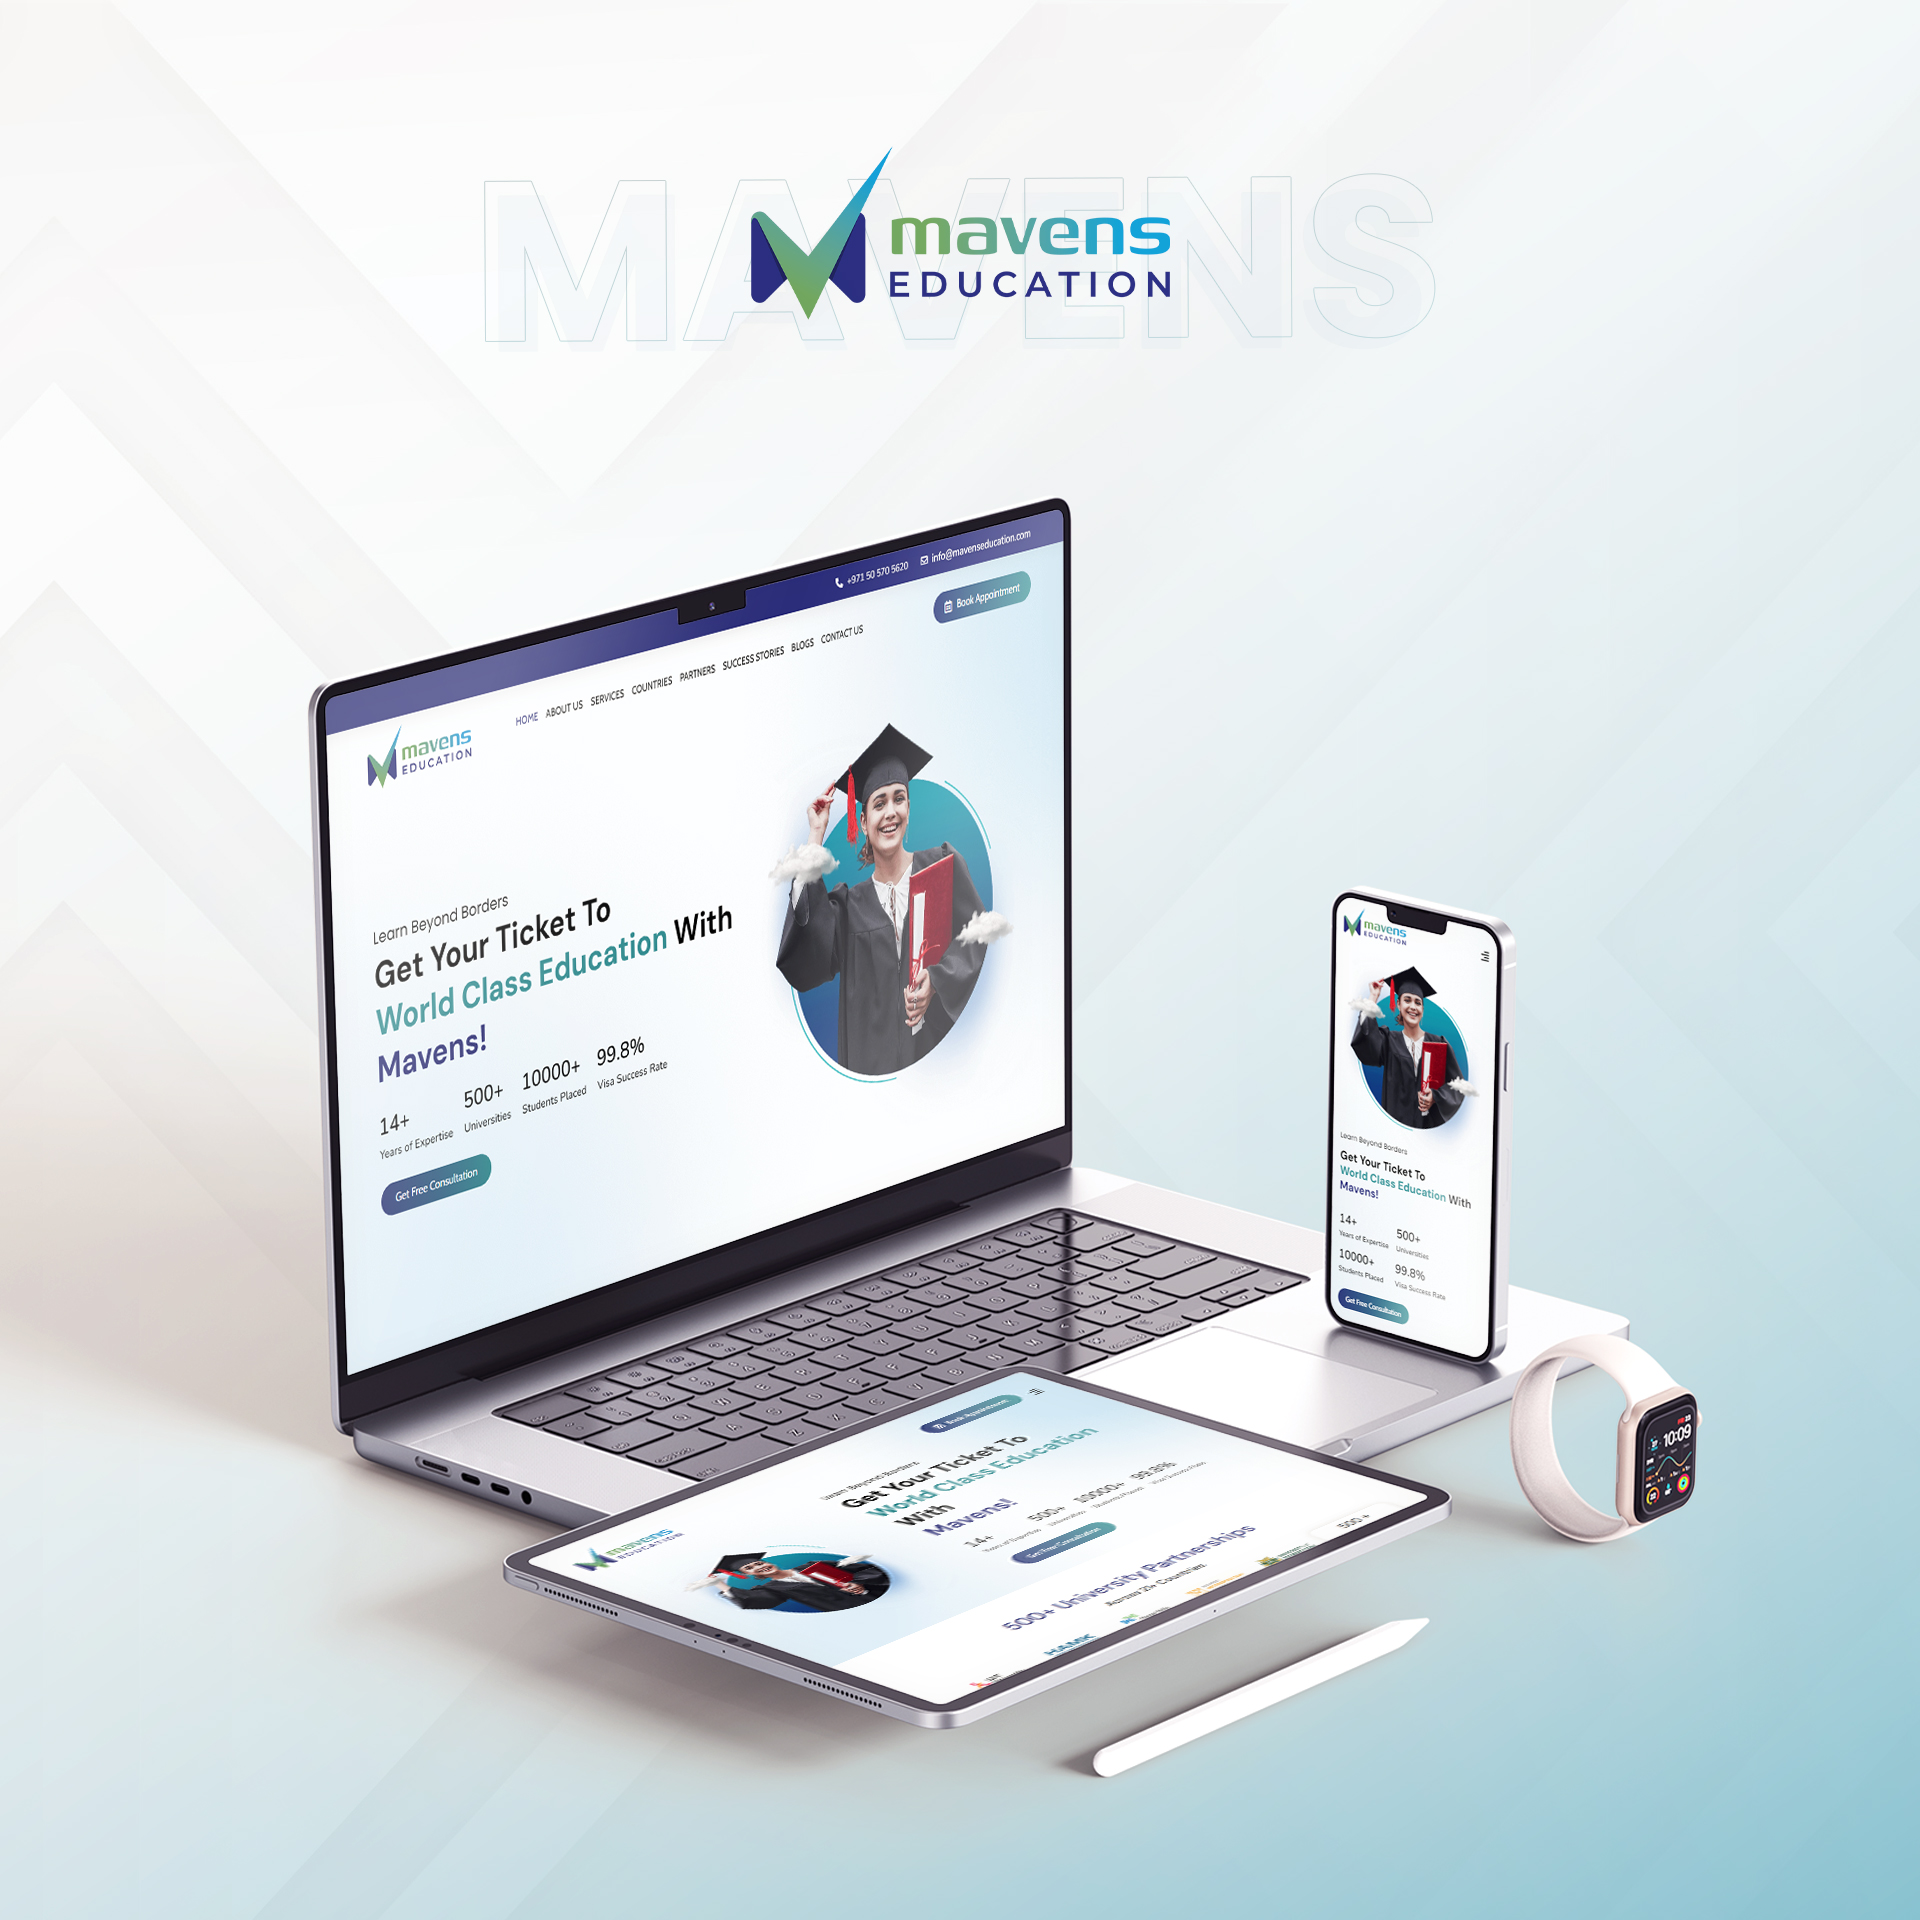 MAVENS
mavens
EDUCATION
+971 50 570 5620 info@mavenseducation.com
Book Appointment
HOME ABOUT US SERVICES COUNTRIES PARTNERS SUCCESS STORIES BLOGS CONTACT US
mavens
EDUCATION
Learn Beyond Borders
Get Your Ticket To
World Class Education With
Mavens!
14+ 500+ 10000+ 99.8%
Years of Expertise Universities Students Placed Visa Success Rate
Get Free Consultation
mavens
EDUCATION
Learn Beyond Borders
Get Your Ticket To
World Class Education With
Mavens!
14+ 500+
Years of Expertise Universities
10000+ 99.8%
Students Placed Visa Success Rate
Get Free Consultation
10:09
Book Appointment
mavens
EDUCATION
Learn Beyond Borders
Get Your Ticket To
World Class Education
With
Mavens!
14+ 500+ 10000+ 99.8%
Get Free Consultation
500+ University Partnerships
500 +
HAMK